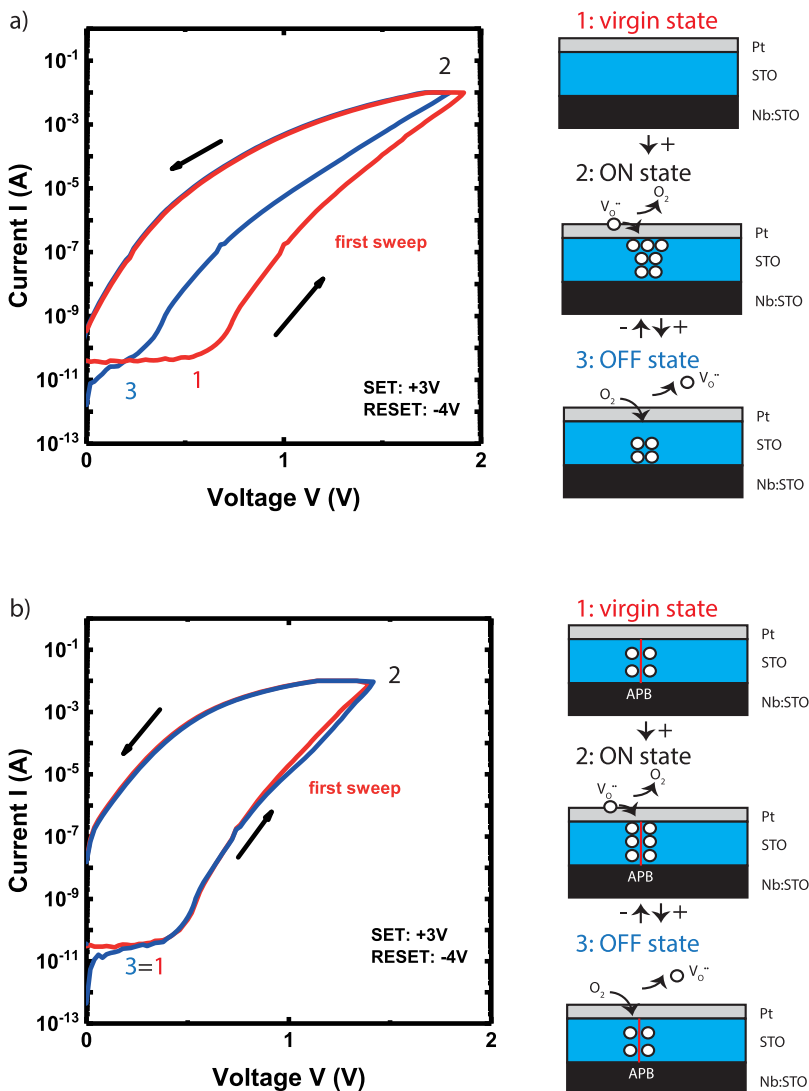 a)
10⁻¹
10⁻³
10⁻⁵
10⁻⁷
10⁻⁹
10⁻¹¹
10⁻¹³
Current I (A)
0
1
2
Voltage V (V)
2
first sweep
3
1
SET: +3V
RESET: -4V
1: virgin state
Pt
STO
Nb:STO
+
2: ON state
O₂
V_O¨
Pt
STO
Nb:STO
- +
3: OFF state
V_O¨
O₂
Pt
STO
Nb:STO
b)
10⁻¹
10⁻³
10⁻⁵
10⁻⁷
10⁻⁹
10⁻¹¹
10⁻¹³
Current I (A)
0
1
2
Voltage V (V)
2
first sweep
3=1
SET: +3V
RESET: -4V
1: virgin state
Pt
STO
APB
Nb:STO
+
2: ON state
O₂
V_O¨
Pt
STO
APB
Nb:STO
- +
3: OFF state
V_O¨
O₂
Pt
STO
APB
Nb:STO